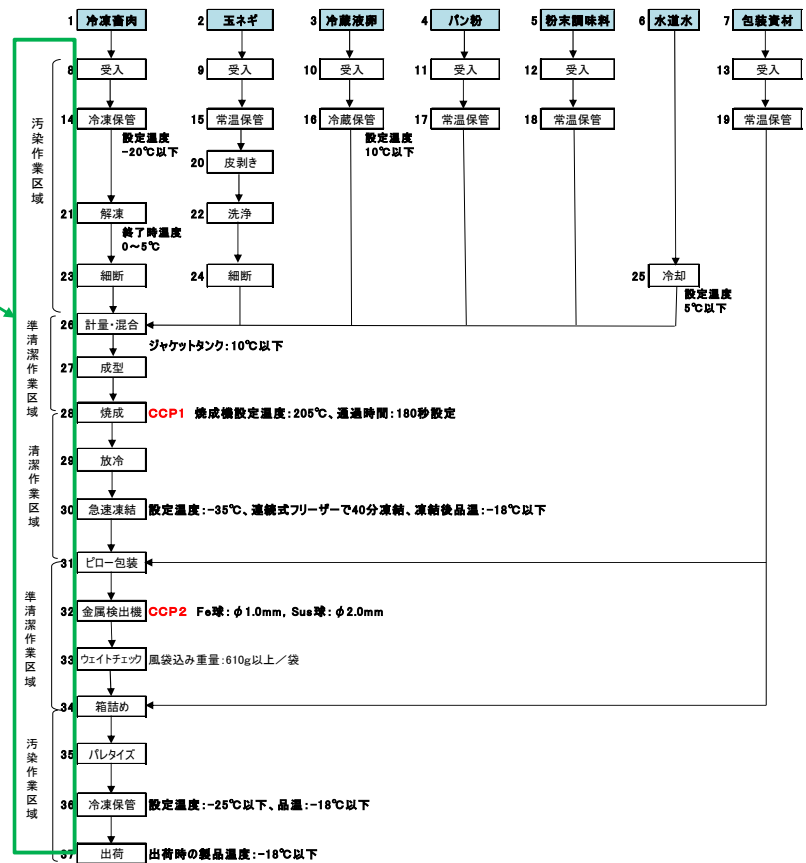 1 冷凍畜肉 2 玉ネギ 3 冷蔵液卵 4 パン粉 5 粉末調味料 6 水道水 7 包装資材
8 受入 9 受入 10 受入 11 受入 12 受入 13 受入
14 冷凍保管 15 常温保管 16 冷蔵保管 17 常温保管 18 常温保管 19 常温保管
設定温度 設定温度
-20℃以下 10℃以下
20 皮剥き
汚染作業区域
21 解凍 22 洗浄
終了時温度
0～5℃
23 細断 24 細断 25 冷却
設定温度
5℃以下
26 計量・混合
ジャケットタンク：10℃以下
準清潔作業区域
27 成型
28 焼成 CCP1 焼成機設定温度：205℃、通過時間：180秒設定
清潔作業区域
29 放冷
30 急速凍結 設定温度：-35℃、連続式フリーザーで40分凍結、凍結後品温：-18℃以下
31 ピロー包装
32 金属検出機 CCP2 Fe球：φ1.0mm, Sus球：φ2.0mm
準清潔作業区域
33 ウェイトチェック 風袋込み重量：610g以上／袋
34 箱詰め
35 パレタイズ
汚染作業区域
36 冷凍保管 設定温度：-25℃以下、品温：-18℃以下
37 出荷 出荷時の製品温度：-18℃以下